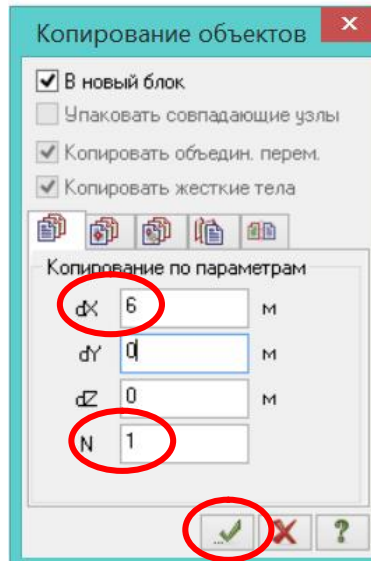 Копирование объектов
В новый блок
Упаковать совпадающие узлы
Копировать объедин. перем.
Копировать жесткие тела
Копирование по параметрам
dX 6 м
dY 0 м
dZ 0 м
N 1
?